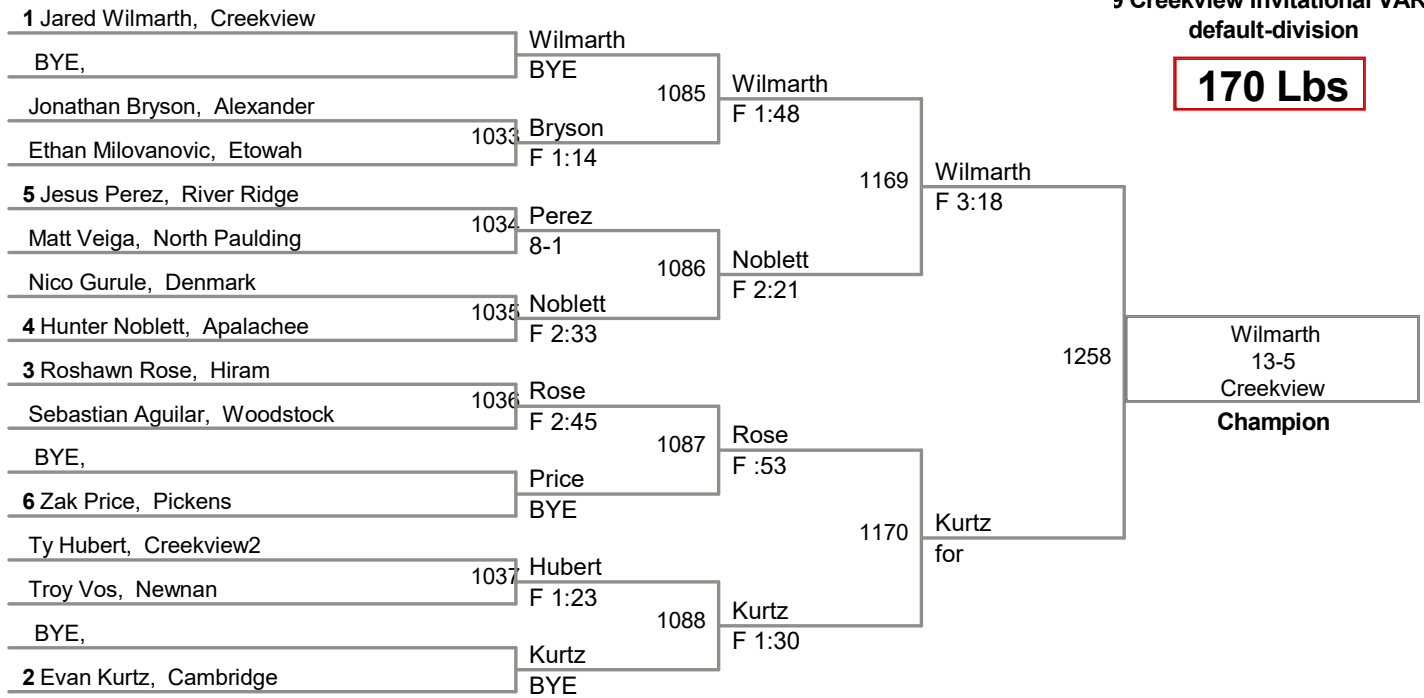 9 Creekview Invitational VAR
default-division
170 Lbs
1 Jared Wilmarth, Creekview
BYE,
Jonathan Bryson, Alexander
Ethan Milovanovic, Etowah
5 Jesus Perez, River Ridge
Matt Veiga, North Paulding
Nico Gurule, Denmark
4 Hunter Noblett, Apalachee
3 Roshawn Rose, Hiram
Sebastian Aguilar, Woodstock
BYE,
6 Zak Price, Pickens
Ty Hubert, Creekview2
Troy Vos, Newnan
BYE,
2 Evan Kurtz, Cambridge
Wilmarth
BYE
1033
Bryson
F 1:14
1034
Perez
8-1
1035
Noblett
F 2:33
1036
Rose
F 2:45
Price
BYE
1037
Hubert
F 1:23
Kurtz
BYE
1085
Wilmarth
F 1:48
1086
Noblett
F 2:21
1087
Rose
F :53
1088
Kurtz
F 1:30
1169
Wilmarth
F 3:18
1170
Kurtz
for
1258
Wilmarth
13-5
Creekview
Champion